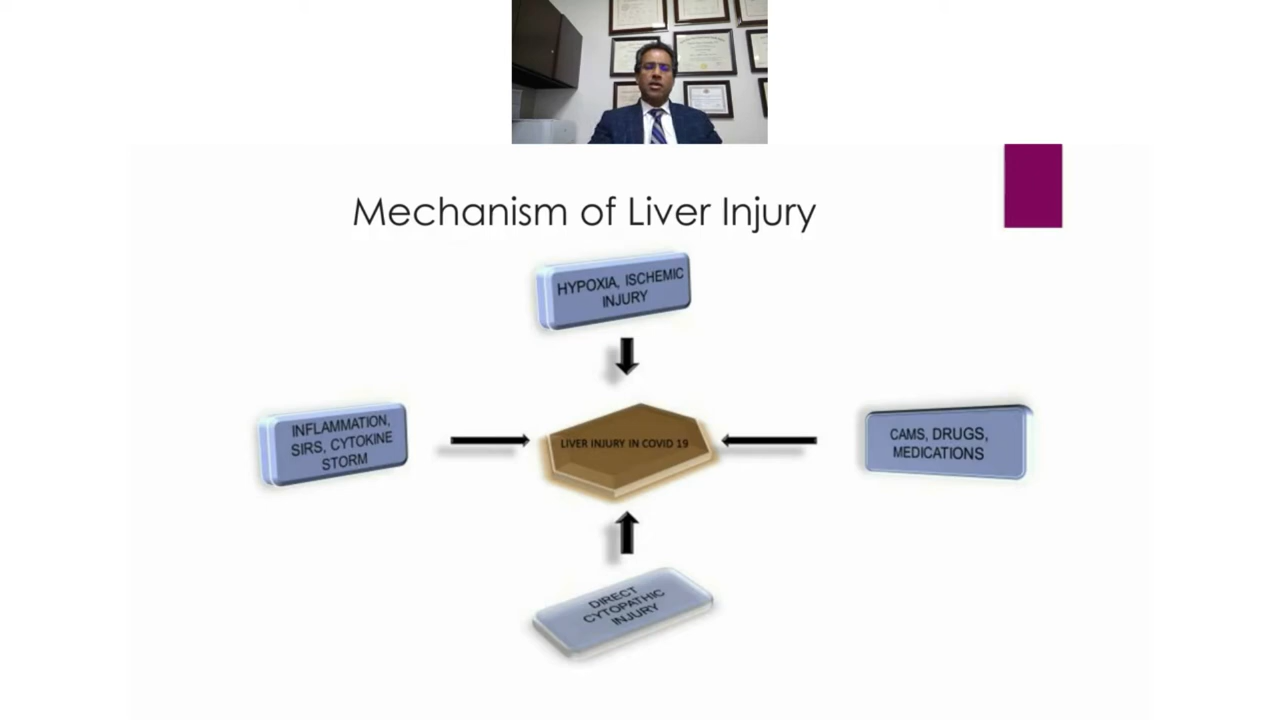 Mechanism of Liver Injury
HYPOXIA, ISCHEMIC
INJURY
INFLAMMATION,
SIRS, CYTOKINE
STORM
LIVER INJURY IN COVID 19
CAMS, DRUGS,
MEDICATIONS
DIRECT
CYTOPATHIC
INJURY